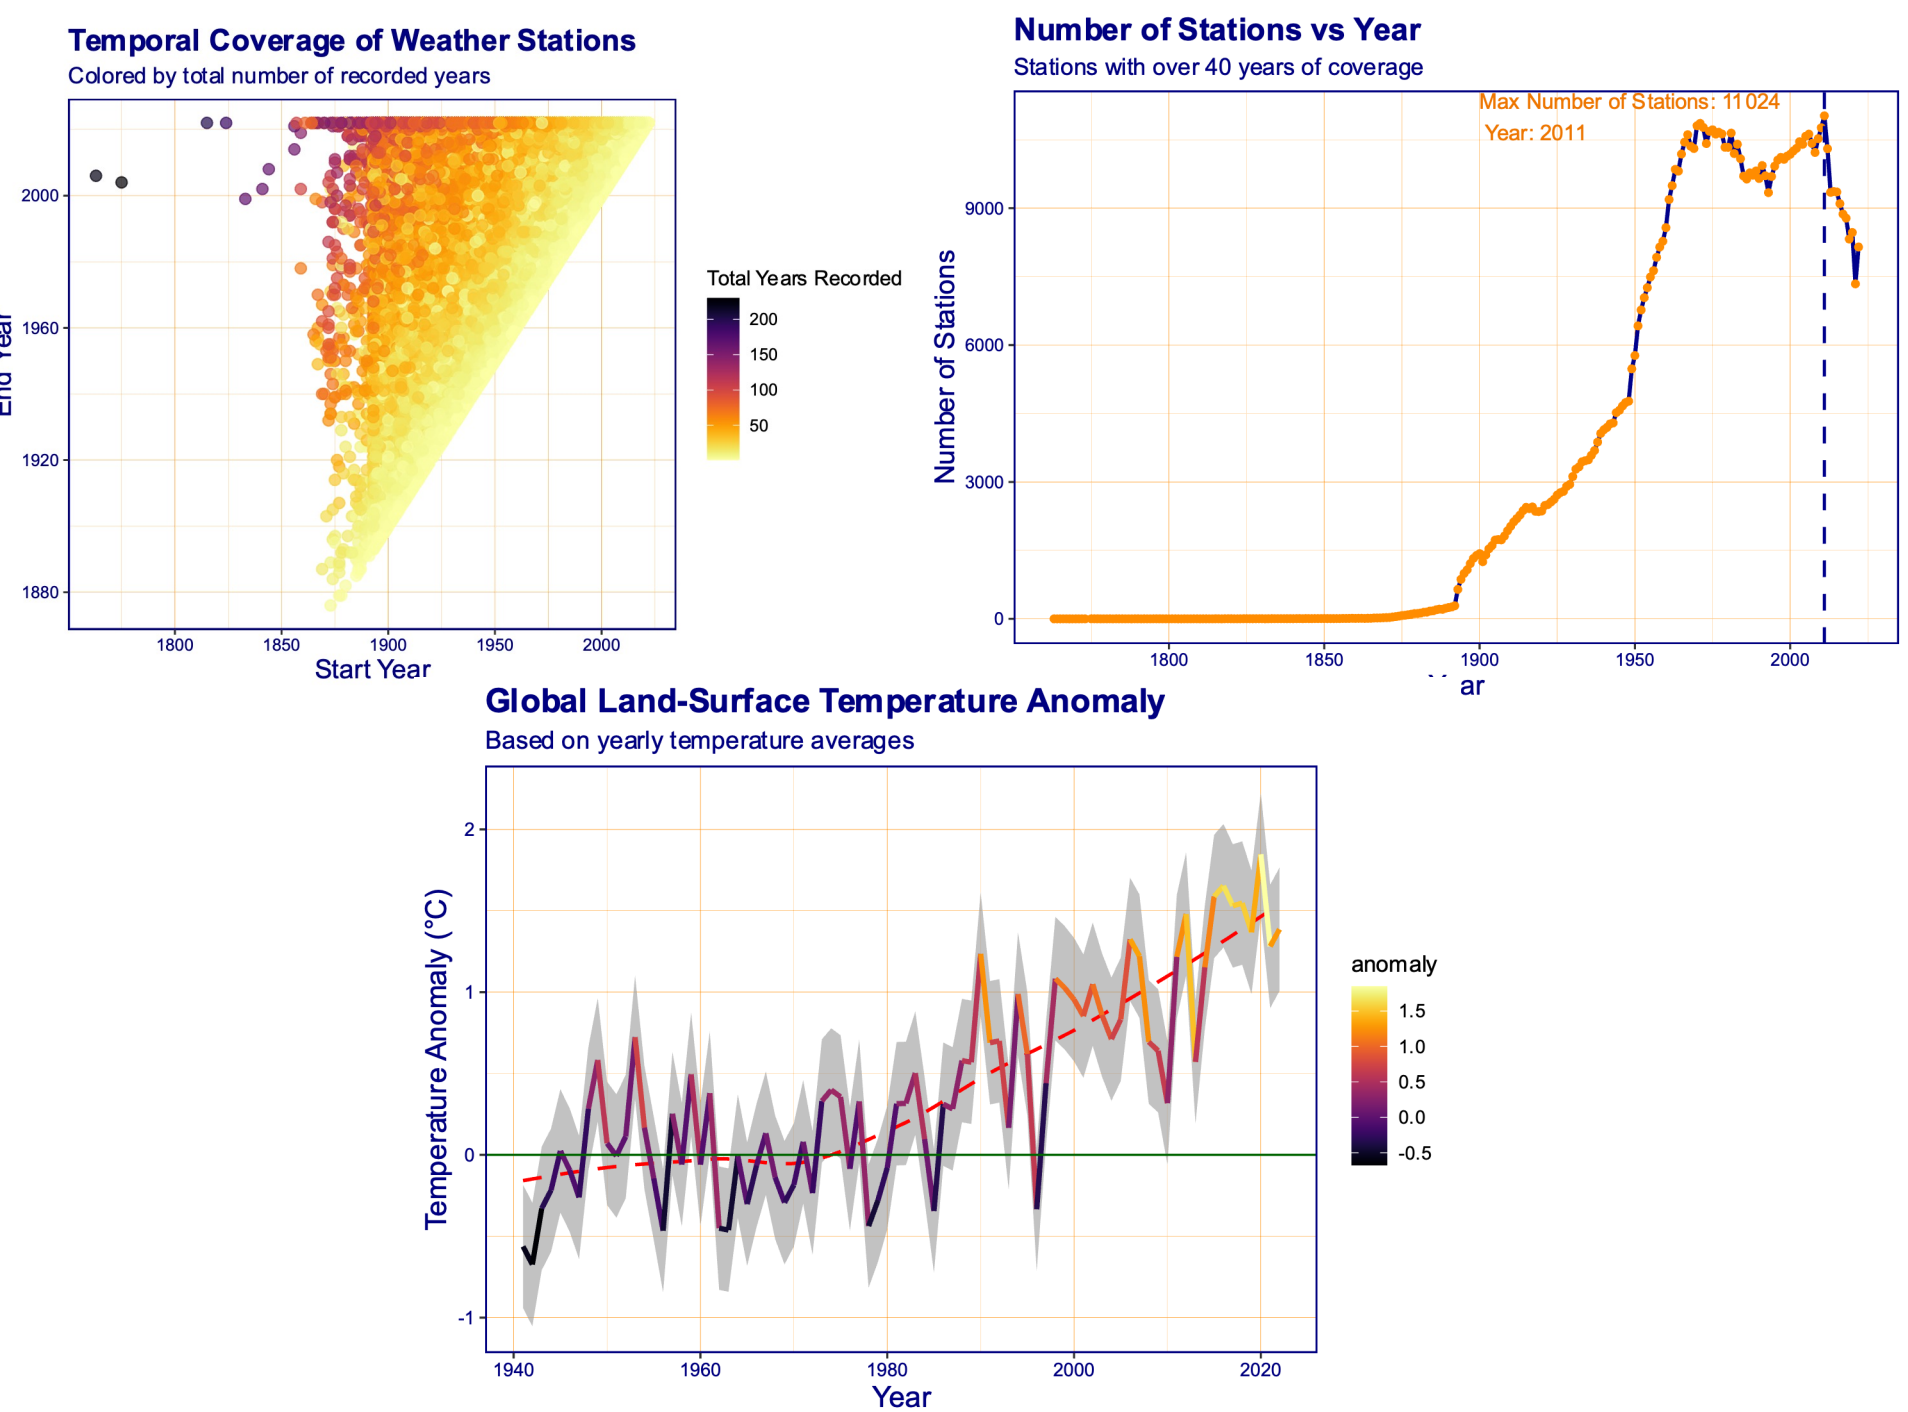 Temporal Coverage of Weather Stations
Colored by total number of recorded years
2000
1960
1920
1880
End Year
1800
1850
1900
1950
2000
Start Year
Total Years Recorded
200
150
100
50
Number of Stations vs Year
Stations with over 40 years of coverage
Max Number of Stations: 11024
Year: 2011
9000
6000
3000
0
Number of Stations
1800
1850
1900
1950
2000
Year
Global Land-Surface Temperature Anomaly
Based on yearly temperature averages
2
1
0
-1
Temperature Anomaly (°C)
1940
1960
1980
2000
2020
Year
anomaly
1.5
1.0
0.5
0.0
-0.5